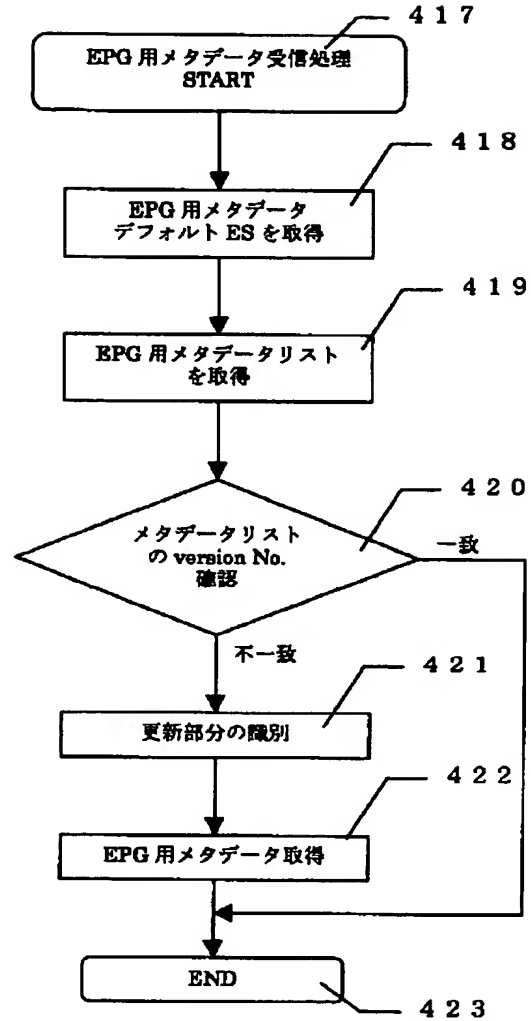 ４１７
EPG 用メタデータ受信処理
START
４１８
EPG 用メタデータ
デフォルト ES を取得
４１９
EPG 用メタデータリスト
を取得
４２０
メタデータリスト
の version No.
確認
一致
不一致
４２１
更新部分の識別
４２２
EPG 用メタデータ取得
END
４２３